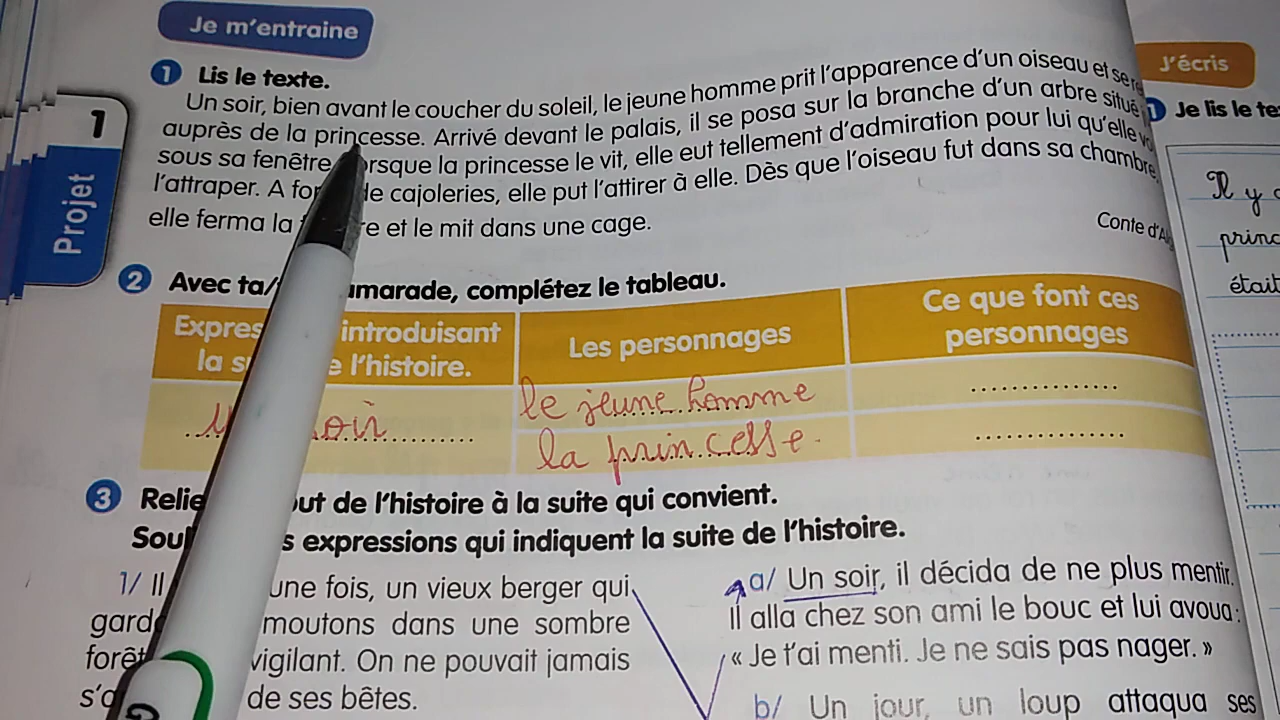 Je m'entraine
1 Lis le texte.
Un soir, bien avant le coucher du soleil, le jeune homme prit l'apparence d'un oiseau et se
auprès de la princesse. Arrivé devant le palais, il se posa sur la branche d'un arbre situé
sous sa fenêtre orsque la princesse le vit, elle eut tellement d'admiration pour lui qu'elle
l'attraper. A de cajoleries, elle put l'attirer à elle. Dès que l'oiseau fut dans sa chambre
elle ferma la et le mit dans une cage.
Conte
1
Projet
2 Avec amarade, complétez le tableau.
Expres introduisant
la l'histoire.
Les personnages
Ce que font ces
personnages
oir
le jeune homme
la princesse
3 Relie ut de l'histoire à la suite qui convient.
Soul s expressions qui indiquent la suite de l'histoire.
1/ Il une fois, un vieux berger qui
gard moutons dans une sombre
forêt vigilant. On ne pouvait jamais
s'a de ses bêtes.
a/ Un soir, il décida de ne plus mentir.
Il alla chez son ami le bouc et lui avoua :
« Je t'ai menti. Je ne sais pas nager. »
b/ Un jour, un loup attaqua ses
J'écris
1 Je lis le te
Il y
princ
était